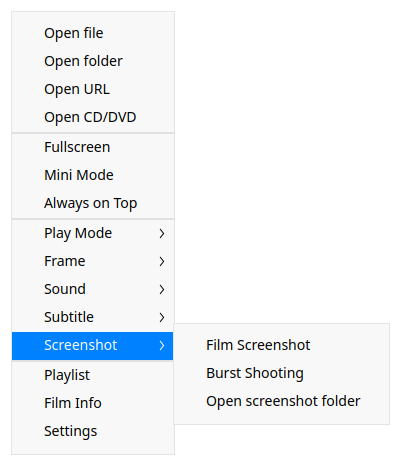 Open file
Open folder
Open URL
Open CD/DVD
Fullscreen
Mini Mode
Always on Top
Play Mode
Frame
Sound
Subtitle
Screenshot
Film Screenshot
Burst Shooting
Open screenshot folder
Playlist
Film Info
Settings